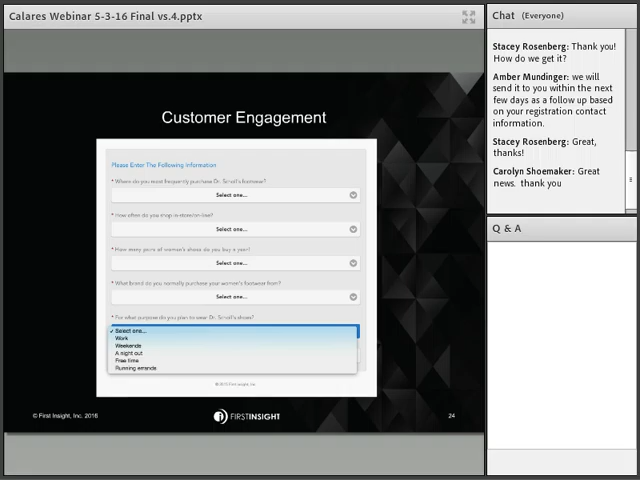 Calares Webinar 5-3-16 Final vs.4.pptx
Customer Engagement
Please Enter The Following Information
* Where do you most frequently purchase Dr. Scholl's footwear?
Select one...
* How often do you shop in-store/on-line?
Select one...
* How many pairs of women's shoes do you buy a year?
Select one...
* What brand do you normally purchase your women's footwear from?
Select one...
* For what purpose do you plan to wear Dr. Scholl's shoes?
✓ Select one...
Work
Weekends
A night out
Free time
Running errands
© 2015 First Insight, Inc.
© First Insight, Inc. 2016
FIRSTINSIGHT
24
Chat (Everyone)
Stacey Rosenberg: Thank you!
How do we get it?
Amber Mundinger: we will
send it to you within the next
few days as a follow up based
on your registration contact
information.
Stacey Rosenberg: Great,
thanks!
Carolyn Shoemaker: Great
news. thank you
Q & A